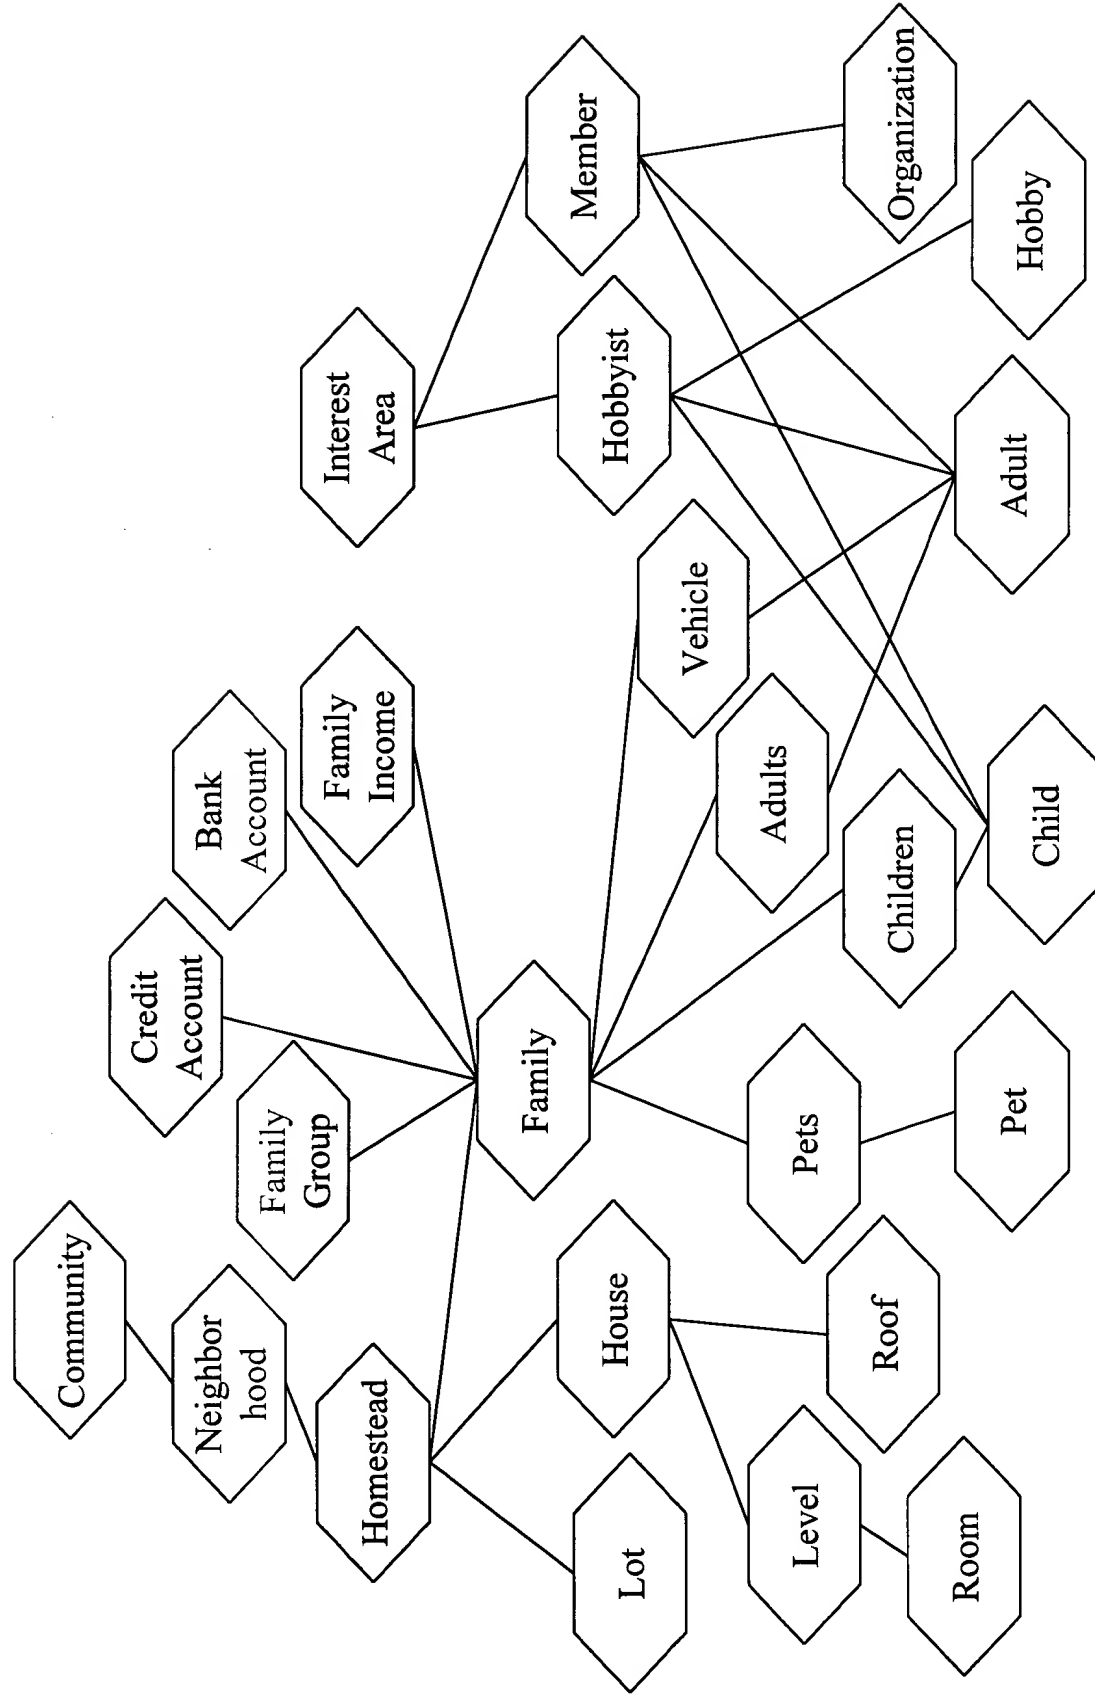 Community
Neighbor
hood
Homestead
Lot
House
Level
Room
Roof
Credit
Account
Bank
Account
Family
Group
Family
Income
Family
Pets
Pet
Children
Child
Adults
Adult
Vehicle
Interest
Area
Hobbyist
Member
Organization
Hobby